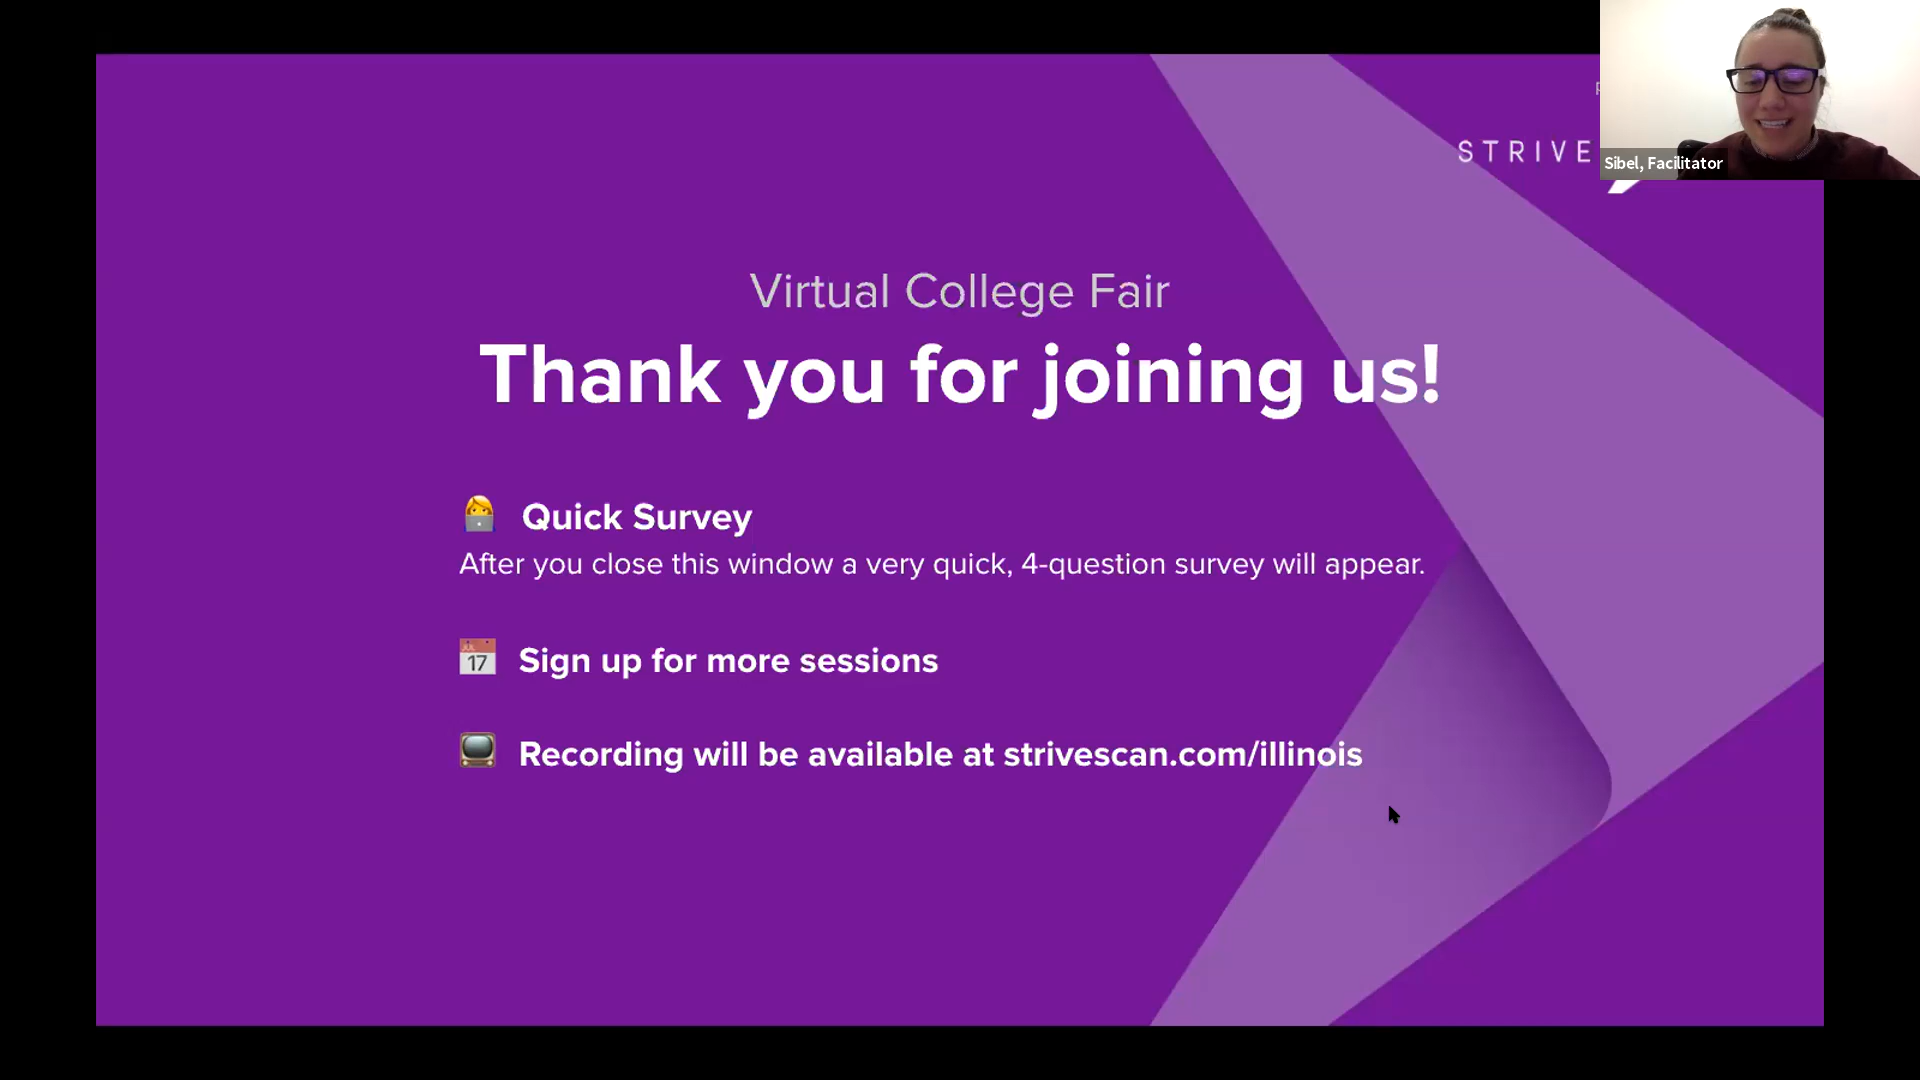 STRIVE
Sibel, Facilitator
Virtual College Fair
Thank you for joining us!
Quick Survey
After you close this window a very quick, 4-question survey will appear.
JUL
17
Sign up for more sessions
Recording will be available at strivescan.com/illinois